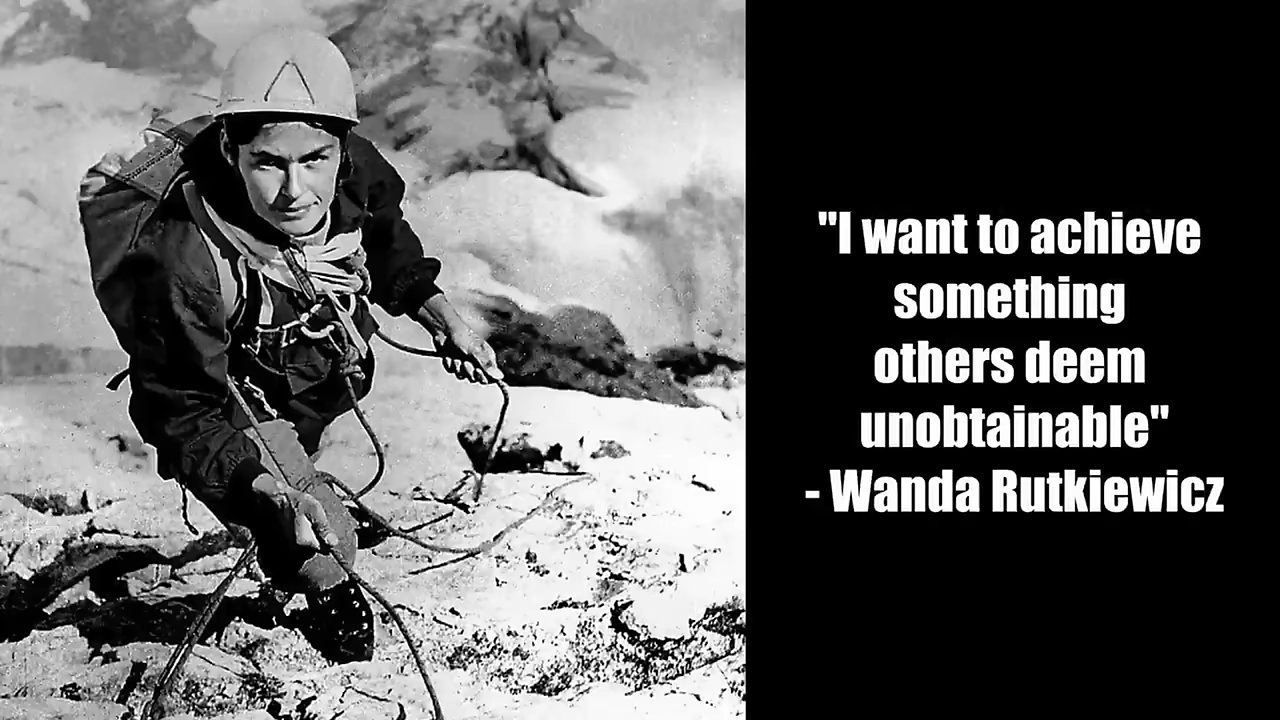 "I want to achieve
something
others deem
unobtainable"
- Wanda Rutkiewicz